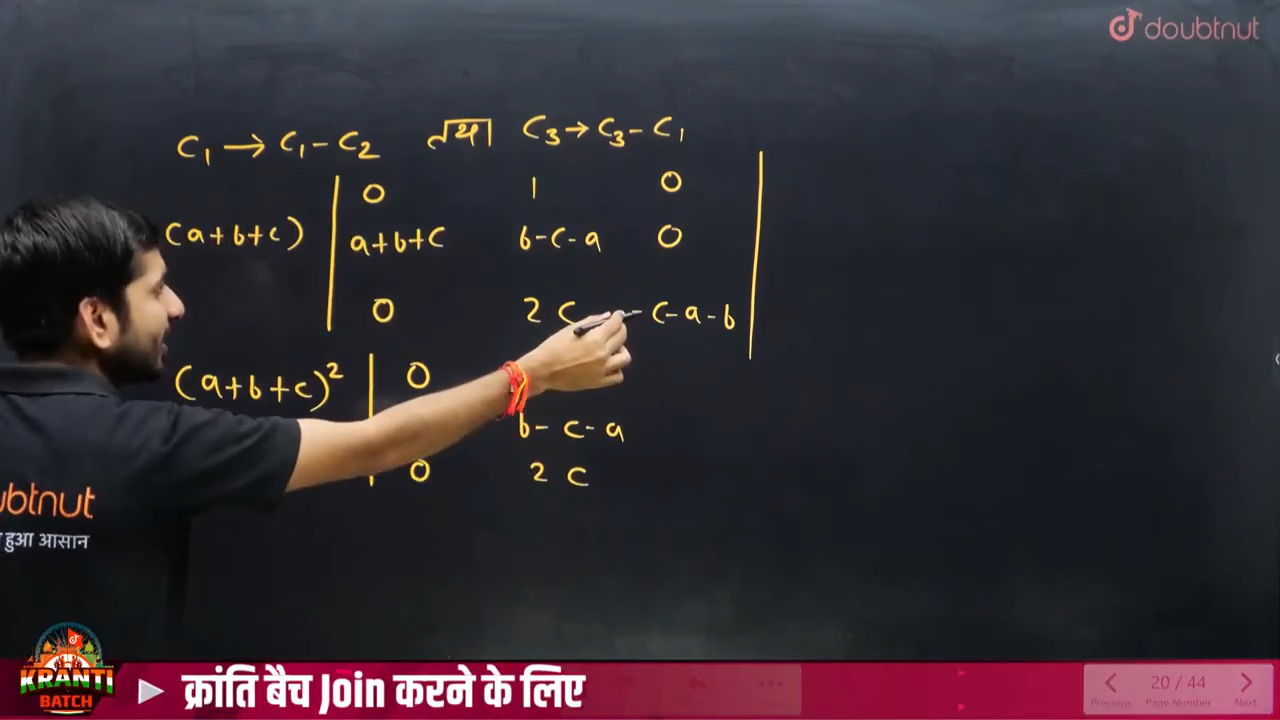 doubtnut
C₁ → C₁ - C₂ तथा C₃ → C₃ - C₁
0 1 0
(a+b+c) a+b+c b-c-a 0
0 2c - c-a-b
(a+b+c)² 0
b-c-a
0 2c
ubtnut
हुआ आसान
KRANTI
BATCH
क्रांति बैच Join करने के लिए
20 / 44
Previous Page Number Next